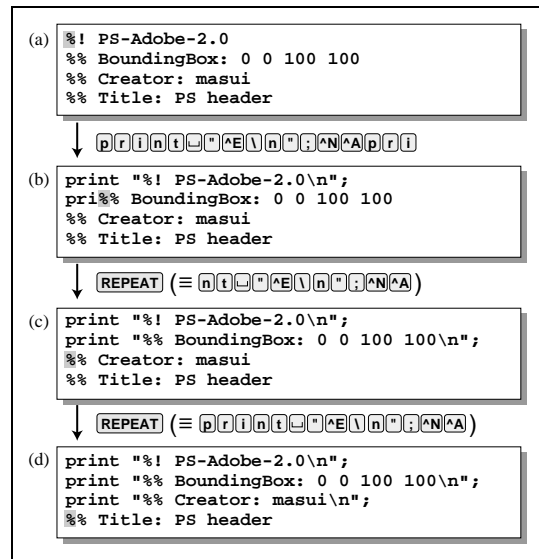 (a) %! PS-Adobe-2.0
%% BoundingBox: 0 0 100 100
%% Creator: masui
%% Title: PS header
print␣"^E\n";^N^Apri
(b) print "%! PS-Adobe-2.0\n";
pri%% BoundingBox: 0 0 100 100
%% Creator: masui
%% Title: PS header
REPEAT (≡ nt␣"^E\n";^N^A)
(c) print "%! PS-Adobe-2.0\n";
print "%% BoundingBox: 0 0 100 100\n";
%% Creator: masui
%% Title: PS header
REPEAT (≡ print␣"^E\n";^N^A)
(d) print "%! PS-Adobe-2.0\n";
print "%% BoundingBox: 0 0 100 100\n";
print "%% Creator: masui\n";
%% Title: PS header